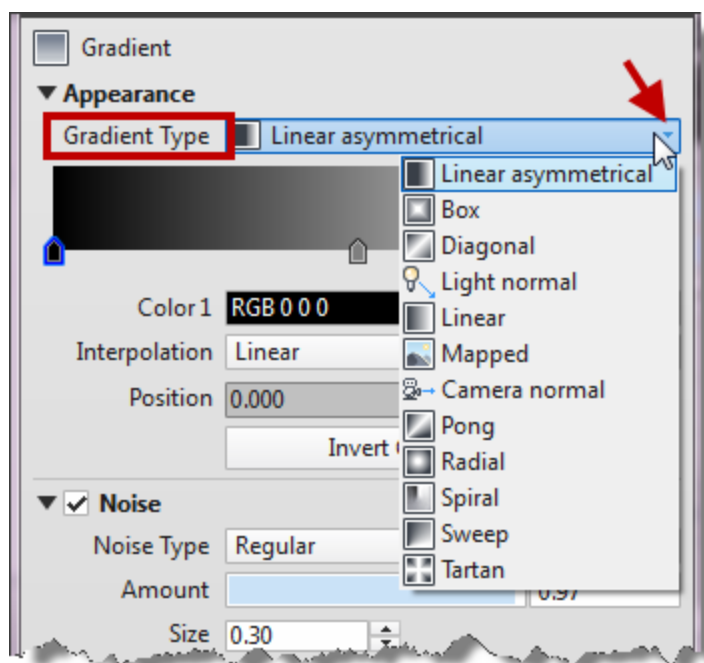 Gradient
Appearance
Gradient Type Linear asymmetrical
Linear asymmetrical
Box
Diagonal
Light normal
Color 1 RGB 0 0 0
Linear
Interpolation Linear
Mapped
Camera normal
Position 0.000
Pong
Invert
Radial
Noise
Spiral
Noise Type Regular
Sweep
Tartan
Amount 0.97
Size 0.30